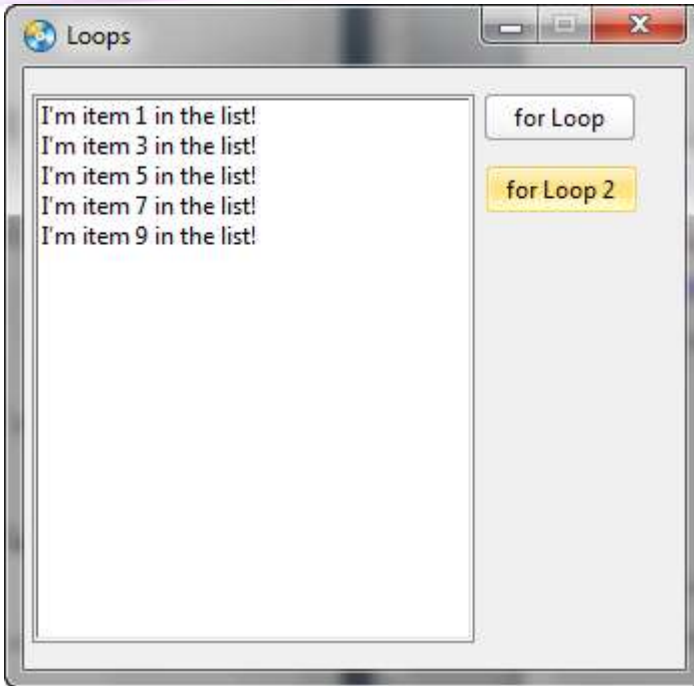 Loops
I'm item 1 in the list!
I'm item 3 in the list!
I'm item 5 in the list!
I'm item 7 in the list!
I'm item 9 in the list!
for Loop
for Loop 2